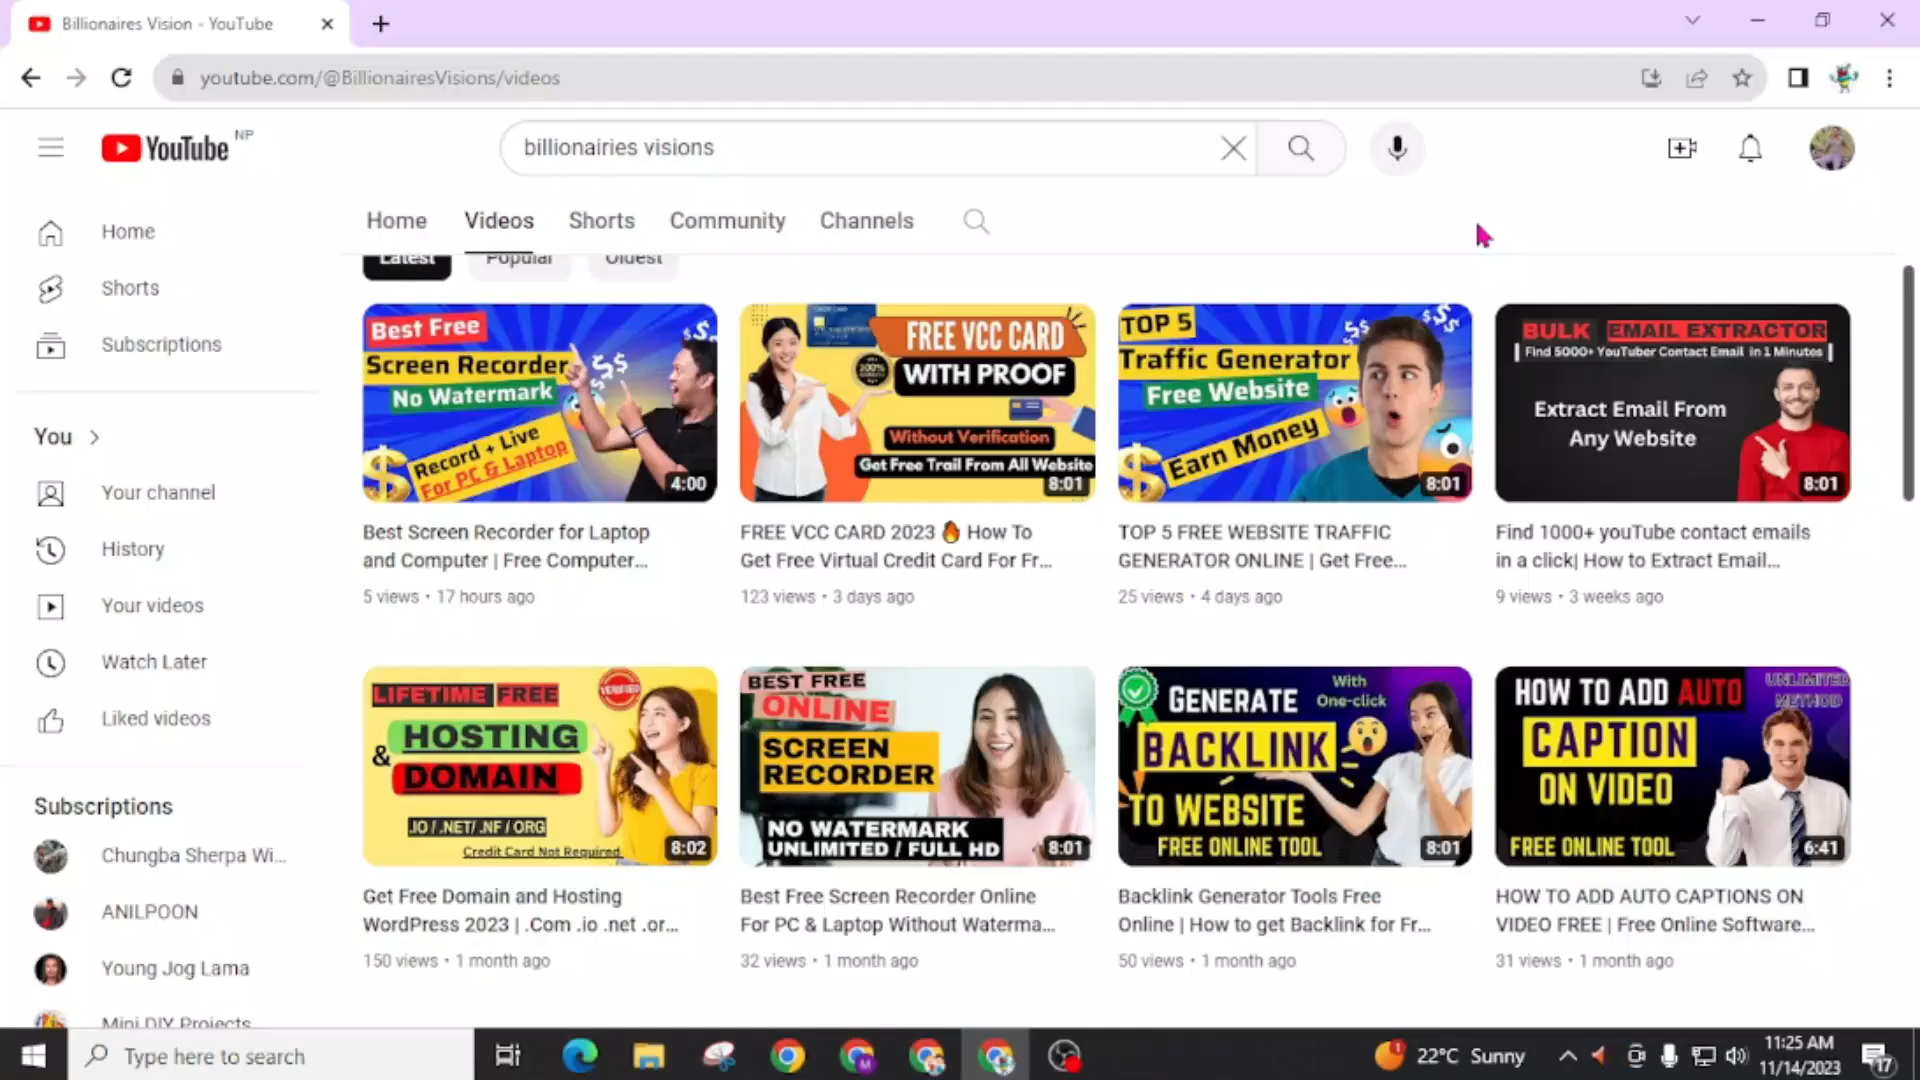 Billionaires Vision - YouTube
youtube.com/@BillionairesVisions/videos
YouTube NP
billionairies visions
Home
Shorts
Subscriptions
You
Your channel
History
Your videos
Watch Later
Liked videos
Subscriptions
Chungba Sherpa Wi...
ANILPOON
Young Jog Lama
Mini DIY Projects
Home Videos Shorts Community Channels
Latest Popular Oldest
Best Free
Screen Recorder
No Watermark
Record + Live
For PC & Laptop
4:00
Best Screen Recorder for Laptop
and Computer | Free Computer...
5 views • 17 hours ago
FREE VCC CARD
100%
WITH PROOF
Without Verification
Get Free Trail From All Website
8:01
FREE VCC CARD 2023 🔥 How To
Get Free Virtual Credit Card For Fr...
123 views • 3 days ago
TOP 5
Traffic Generator
Free Website
Earn Money
8:01
TOP 5 FREE WEBSITE TRAFFIC
GENERATOR ONLINE | Get Free...
25 views • 4 days ago
BULK EMAIL EXTRACTOR
Find 5000+ YouTuber Contact Email in 1 Minutes
Extract Email From
Any Website
8:01
Find 1000+ youTube contact emails
in a click| How to Extract Email...
9 views • 3 weeks ago
LIFETIME FREE
VERIFIED
HOSTING
&
DOMAIN
.IO / .NET/ .NF / ORG
Credit Card Not Required
8:02
Get Free Domain and Hosting
WordPress 2023 | .Com .io .net .or...
150 views • 1 month ago
BEST FREE
ONLINE
SCREEN
RECORDER
NO WATERMARK
UNLIMITED / FULL HD
8:01
Best Free Screen Recorder Online
For PC & Laptop Without Waterma...
32 views • 1 month ago
GENERATE
With
One-click
BACKLINK
TO WEBSITE
FREE ONLINE TOOL
8:01
Backlink Generator Tools Free
Online | How to get Backlink for Fr...
50 views • 1 month ago
HOW TO ADD AUTO
UNLIMITED
METHOD
CAPTION
ON VIDEO
FREE ONLINE TOOL
6:41
HOW TO ADD AUTO CAPTIONS ON
VIDEO FREE | Free Online Software...
31 views • 1 month ago
Type here to search
M
1
22°C Sunny
11:25 AM
11/14/2023
17